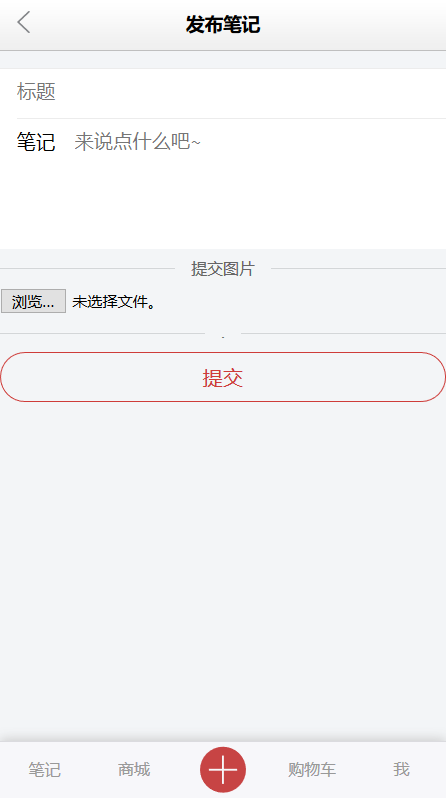 发布笔记
标题
笔记 来说点什么吧~
提交图片
浏览... 未选择文件。
.
提交
笔记 商城 购物车 我